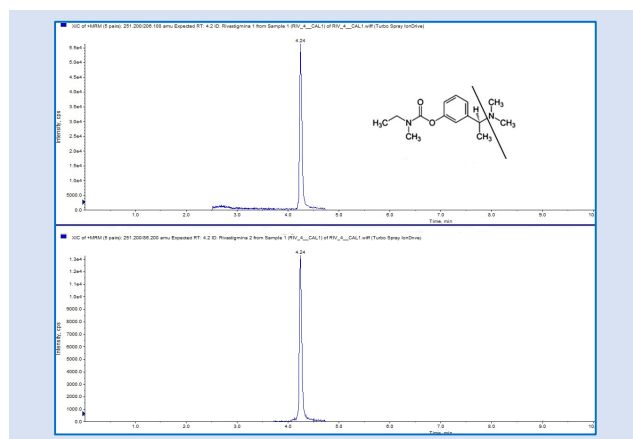 XIC of +MRM (5 pairs): 251.200/206.100 amu Expected RT: 4.2 ID: Rivastigmina 1 from Sample 1 (RIV_4__CAL1) of RIV_4__CAL1.wiff (Turbo Spray IonDrive)
4.24
5.5e4
5.0e4
4.5e4
4.0e4
3.5e4
3.0e4
2.5e4
2.0e4
1.5e4
1.0e4
5000.0
0.0
Intensity, cps
O
H₃C
N
CH₃
O
H
CH₃
N
CH₃
CH₃
1.0 2.0 3.0 4.0 5.0 6.0 7.0 8.0 9.0 10.
Time, min
XIC of +MRM (5 pairs): 251.200/86.200 amu Expected RT: 4.2 ID: Rivastigmina 2 from Sample 1 (RIV_4__CAL1) of RIV_4__CAL1.wiff (Turbo Spray IonDrive)
4.24
1.3e4
1.2e4
1.1e4
1.0e4
9000.0
8000.0
7000.0
6000.0
5000.0
4000.0
3000.0
2000.0
1000.0
0.0
Intensity, cps
1.0 2.0 3.0 4.0 5.0 6.0 7.0 8.0 9.0 10.
Time, min